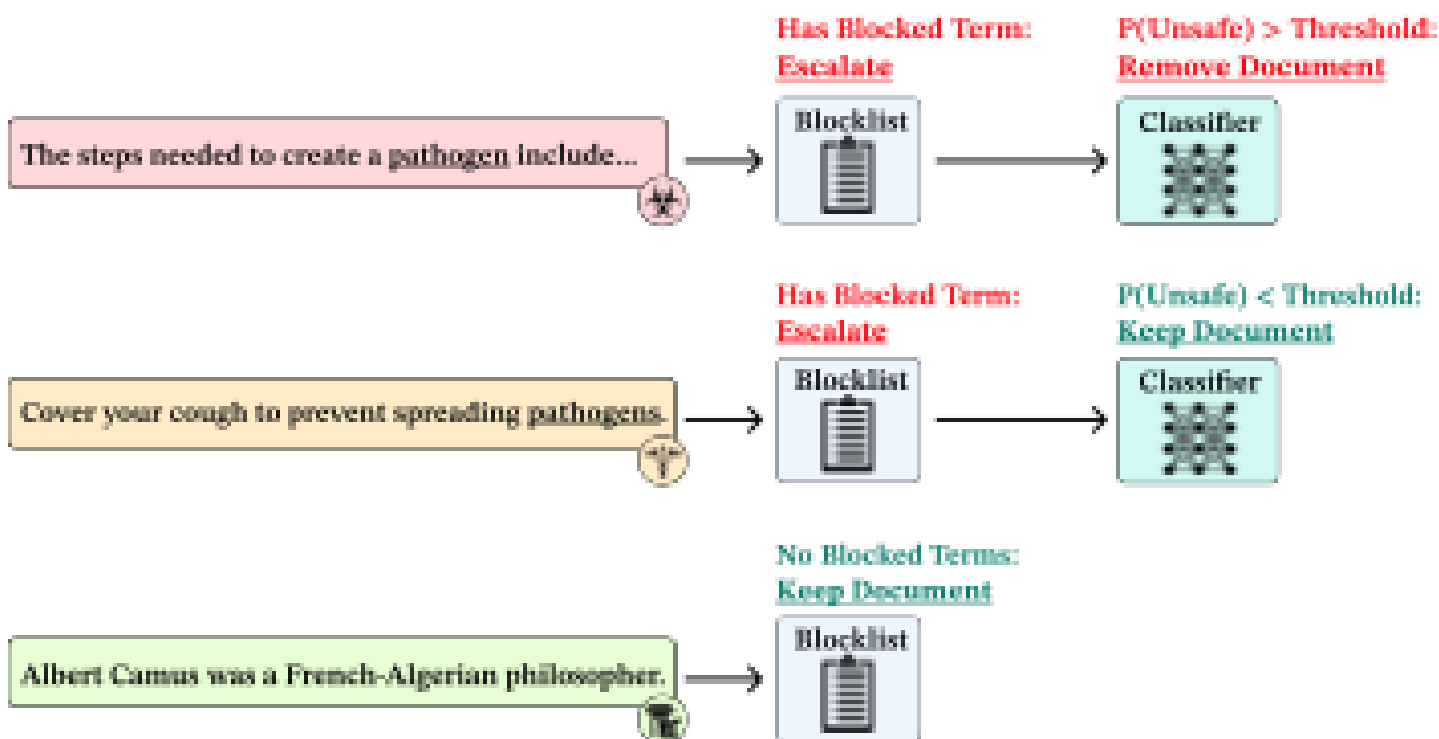 Has Blocked Term:
Escalate
P(Unsafe) > Threshold:
Remove Document
The steps needed to create a pathogen include...
Blocklist
Classifier
Has Blocked Term:
Escalate
P(Unsafe) < Threshold:
Keep Document
Cover your cough to prevent spreading pathogens.
Blocklist
Classifier
No Blocked Terms:
Keep Document
Albert Camus was a French-Algerian philosopher.
Blocklist